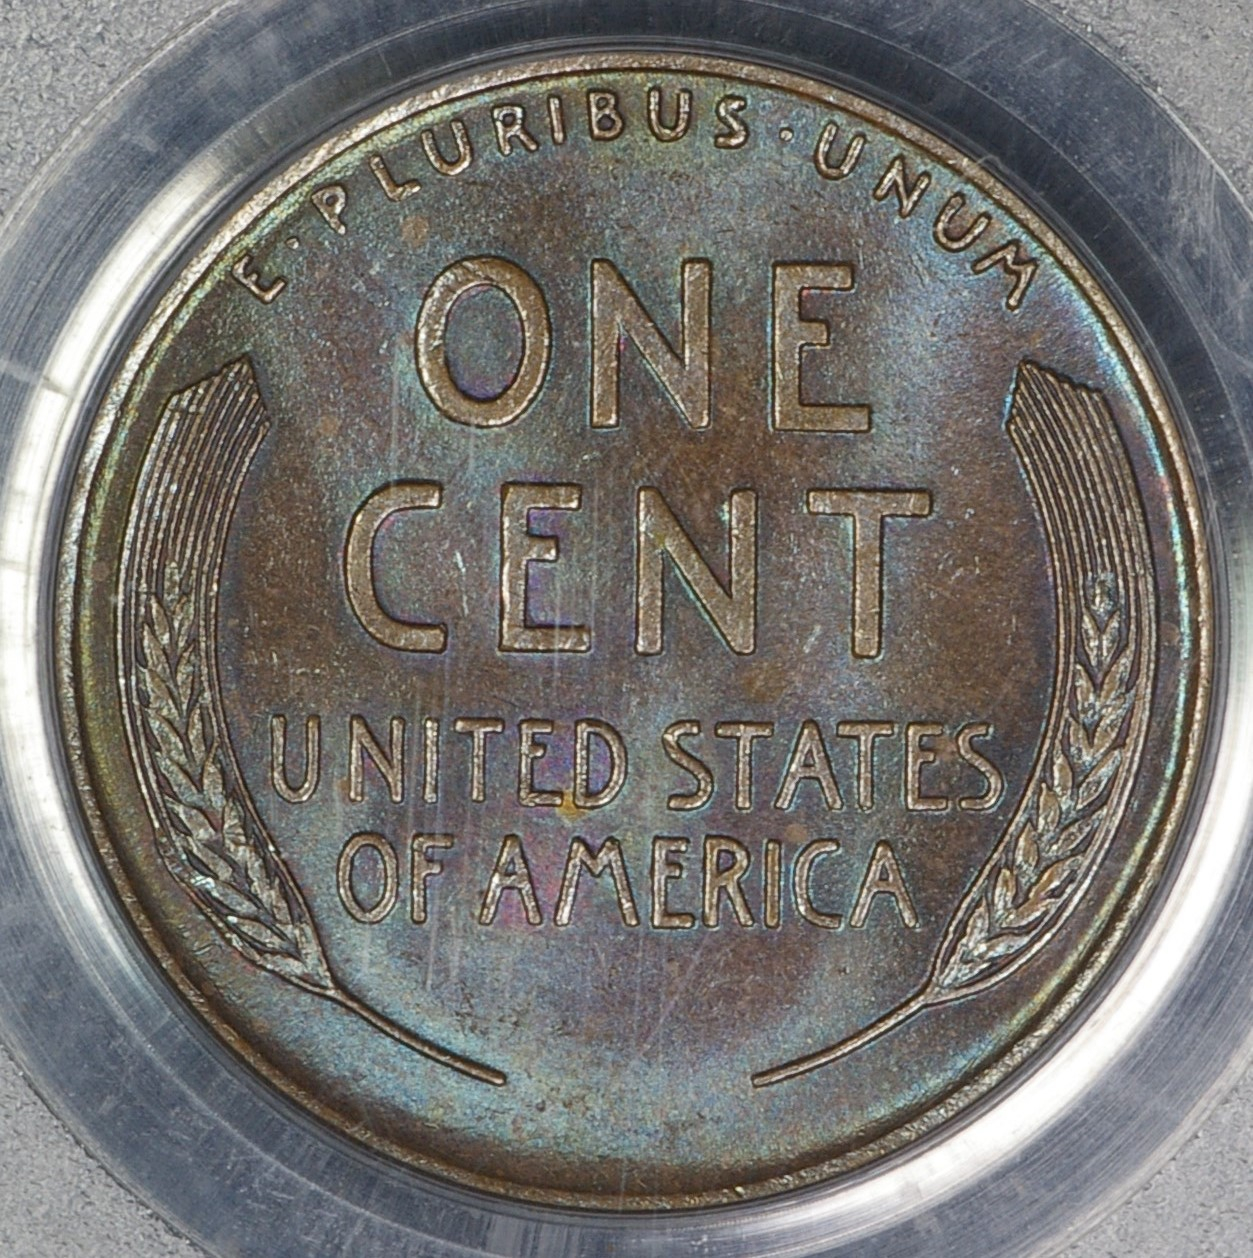 E·PLURIBUS·UNUM
ONE
CENT
UNITED STATES
OF AMERICA